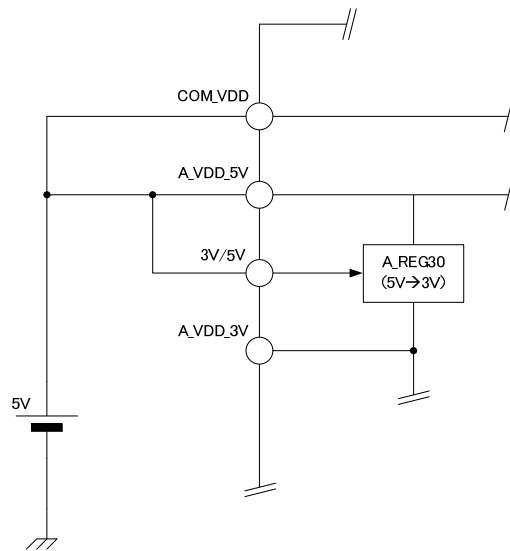 COM_VDD
A_VDD_5V
3V/5V
A_REG30
(5V→3V)
A_VDD_3V
5V